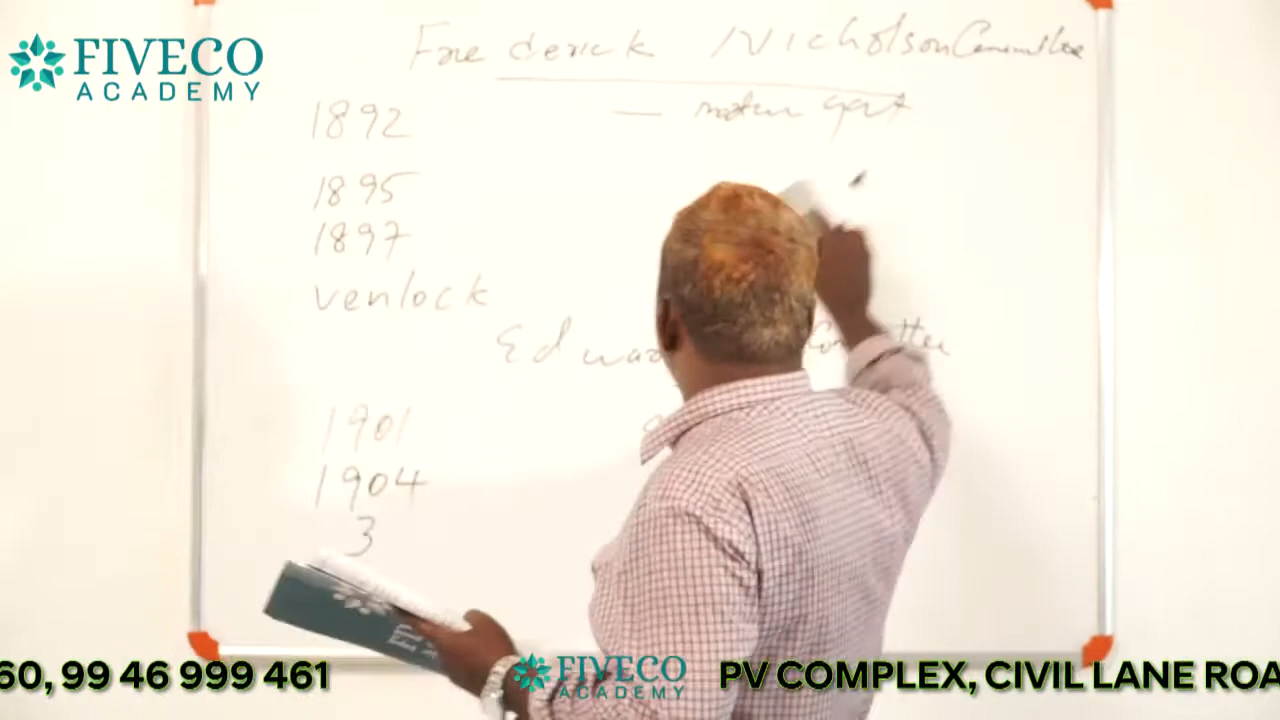 FIVECO
ACADEMY
Frederick Nicholson Committee
1892
1895
1897
venlock
Edwa
1901
1904
3
60, 99 46 999 461
FIVECO
ACADEMY
PV COMPLEX, CIVIL LANE ROA